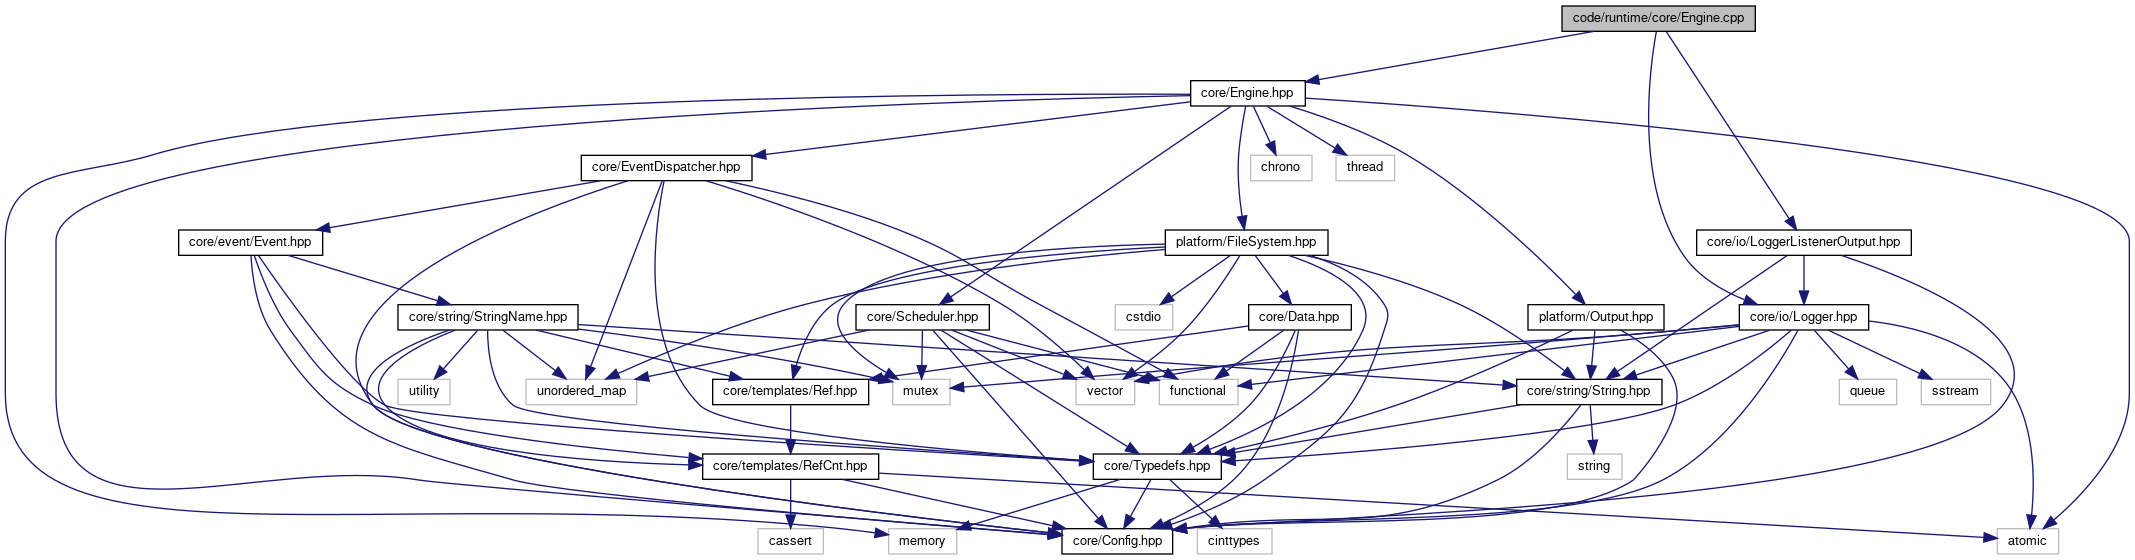 code/runtime/core/Engine.cpp
core/Engine.hpp
core/EventDispatcher.hpp
chrono
thread
core/event/Event.hpp
platform/FileSystem.hpp
core/io/LoggerListenerOutput.hpp
core/string/StringName.hpp
core/Scheduler.hpp
cstdio
core/Data.hpp
platform/Output.hpp
core/io/Logger.hpp
utility
unordered_map
core/templates/Ref.hpp
mutex
vector
functional
core/string/String.hpp
queue
sstream
core/templates/RefCnt.hpp
core/Typedefs.hpp
string
cassert
memory
core/Config.hpp
cinttypes
atomic